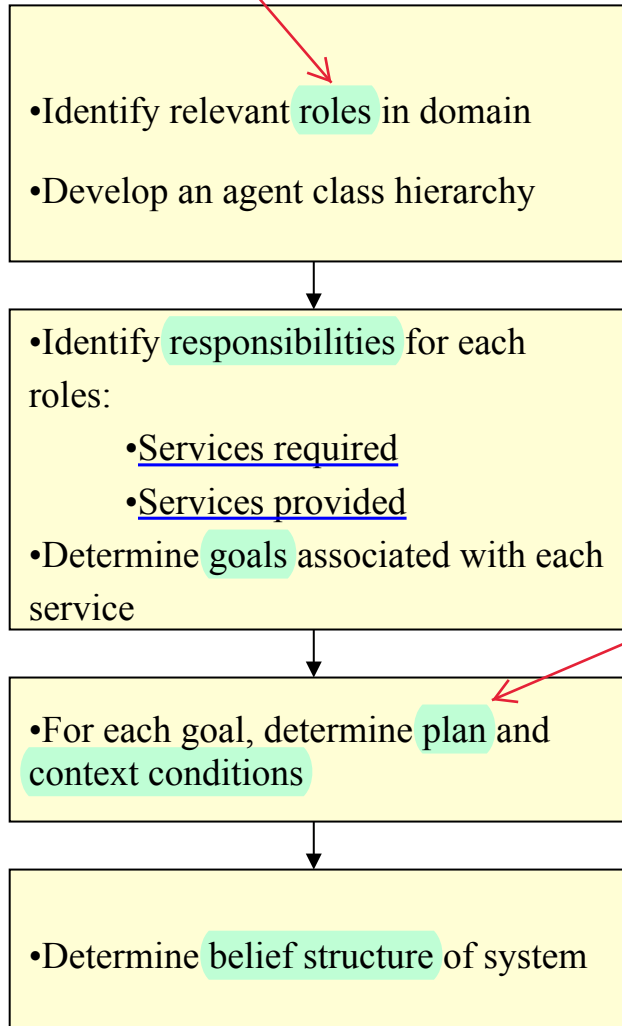 •Identify relevant roles in domain
•Develop an agent class hierarchy
•Identify responsibilities for each
roles:
•Services required
•Services provided
•Determine goals associated with each
service
•For each goal, determine plan and
context conditions
•Determine belief structure of system